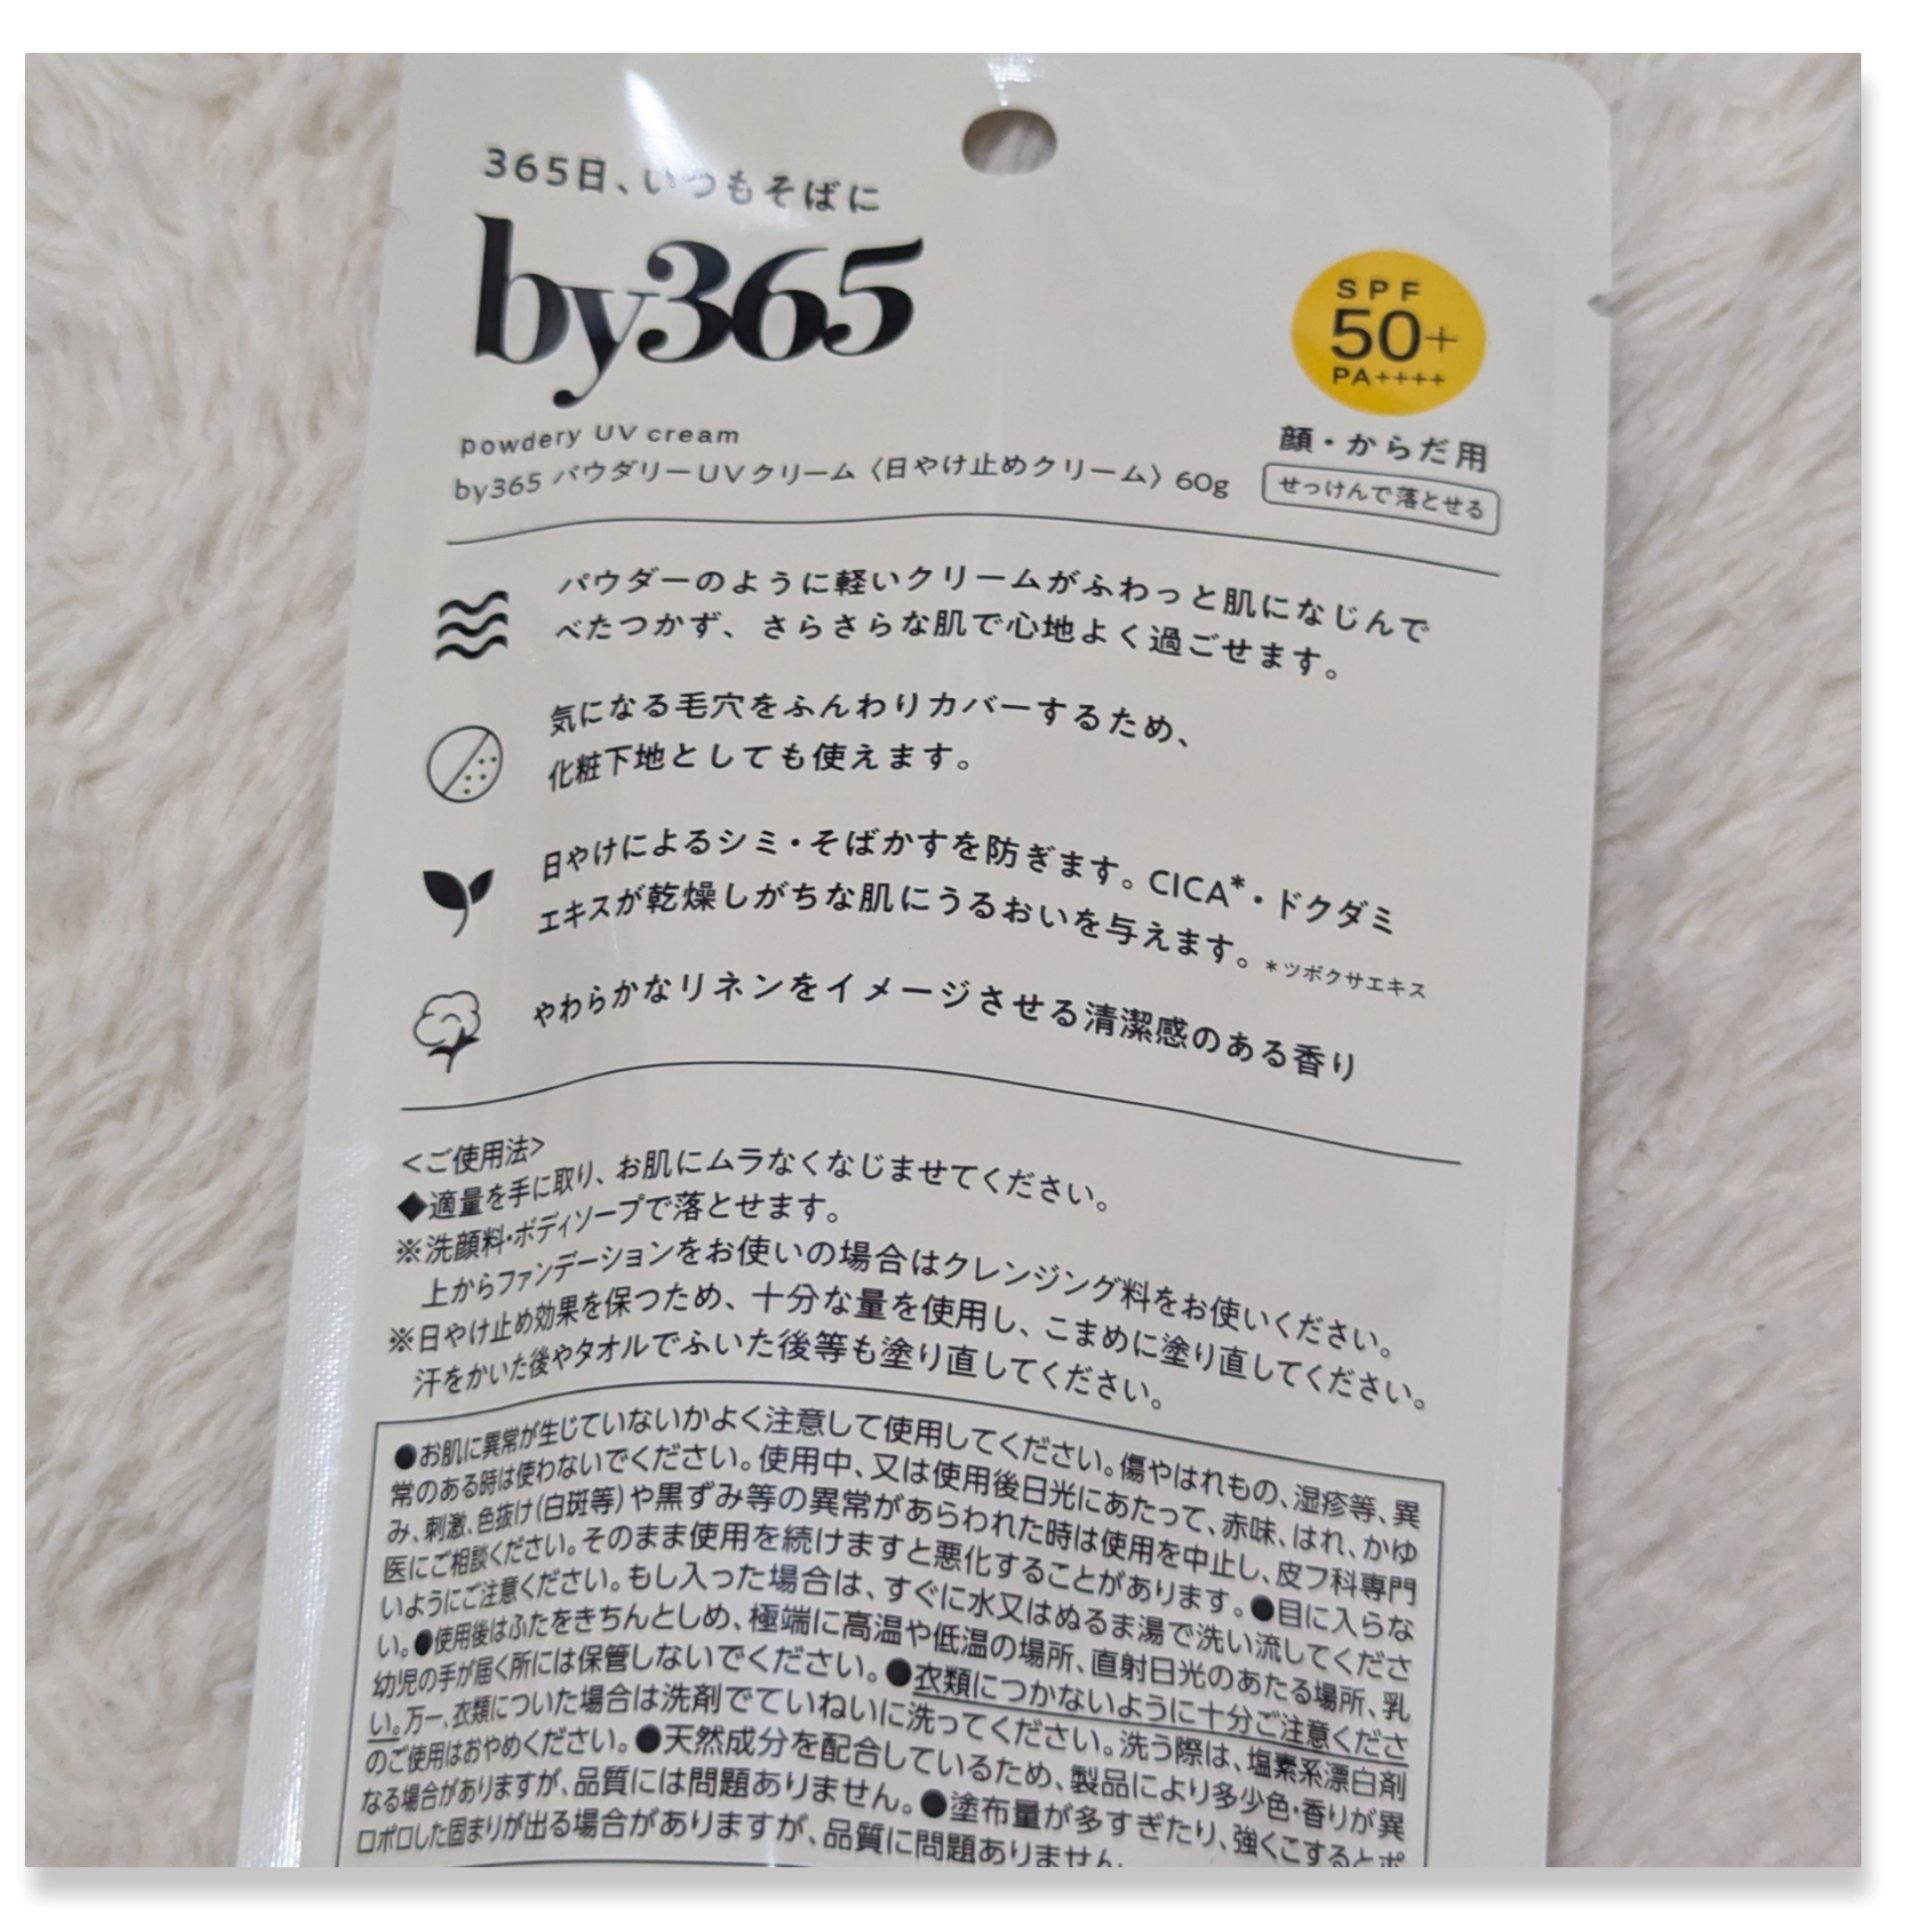 365日、いつもそばに
by365
SPF
50+
PA++++
powdery UV cream
顔・からだ用
by365 パウダリーUVクリーム〈日やけ止めクリーム〉60g
せっけんで落とせる
パウダーのように軽いクリームがふわっと肌になじんで
べたつかず、さらさらな肌で心地よく過ごせます。
気になる毛穴をふんわりカバーするため、
化粧下地としても使えます。
日やけによるシミ・そばかすを防ぎます。CICA*・ドクダミ
エキスが乾燥しがちな肌にうるおいを与えます。*ツボクサエキス
やわらかなリネンをイメージさせる清潔感のある香り
<ご使用法>
◆適量を手に取り、お肌にムラなくなじませてください。
※洗顔料・ボディソープで落とせます。
上からファンデーションをお使いの場合はクレンジング料をお使いください。
※日やけ止め効果を保つため、十分な量を使用し、こまめに塗り直してください。
汗をかいた後やタオルでふいた後等も塗り直してください。
●お肌に異常が生じていないかよく注意して使用してください。傷やはれもの、湿疹等、異
常のある時は使わないでください。使用中、又は使用後日光にあたって、赤味、はれ、かゆ
み、刺激、色抜け(白斑等)や黒ずみ等の異常があらわれた時は使用を中止し、皮フ科専門
医にご相談ください。そのまま使用を続けますと悪化することがあります。●目に入らな
いようにご注意ください。もし入った場合は、すぐに水又はぬるま湯で洗い流してくださ
い。●使用後はふたをきちんとしめ、極端に高温や低温の場所、直射日光のあたる場所、乳
幼児の手が届く所には保管しないでください。●衣類につかないように十分ご注意くださ
い。万一、衣類についた場合は洗剤でていねいに洗ってください。洗う際は、塩素系漂白剤
のご使用はおやめください。●天然成分を配合しているため、製品により多少色・香りが異
なる場合がありますが、品質には問題ありません。●塗布量が多すぎたり、強くこするとポ
ロポロした固まりが出る場合がありますが、品質に問題ありません